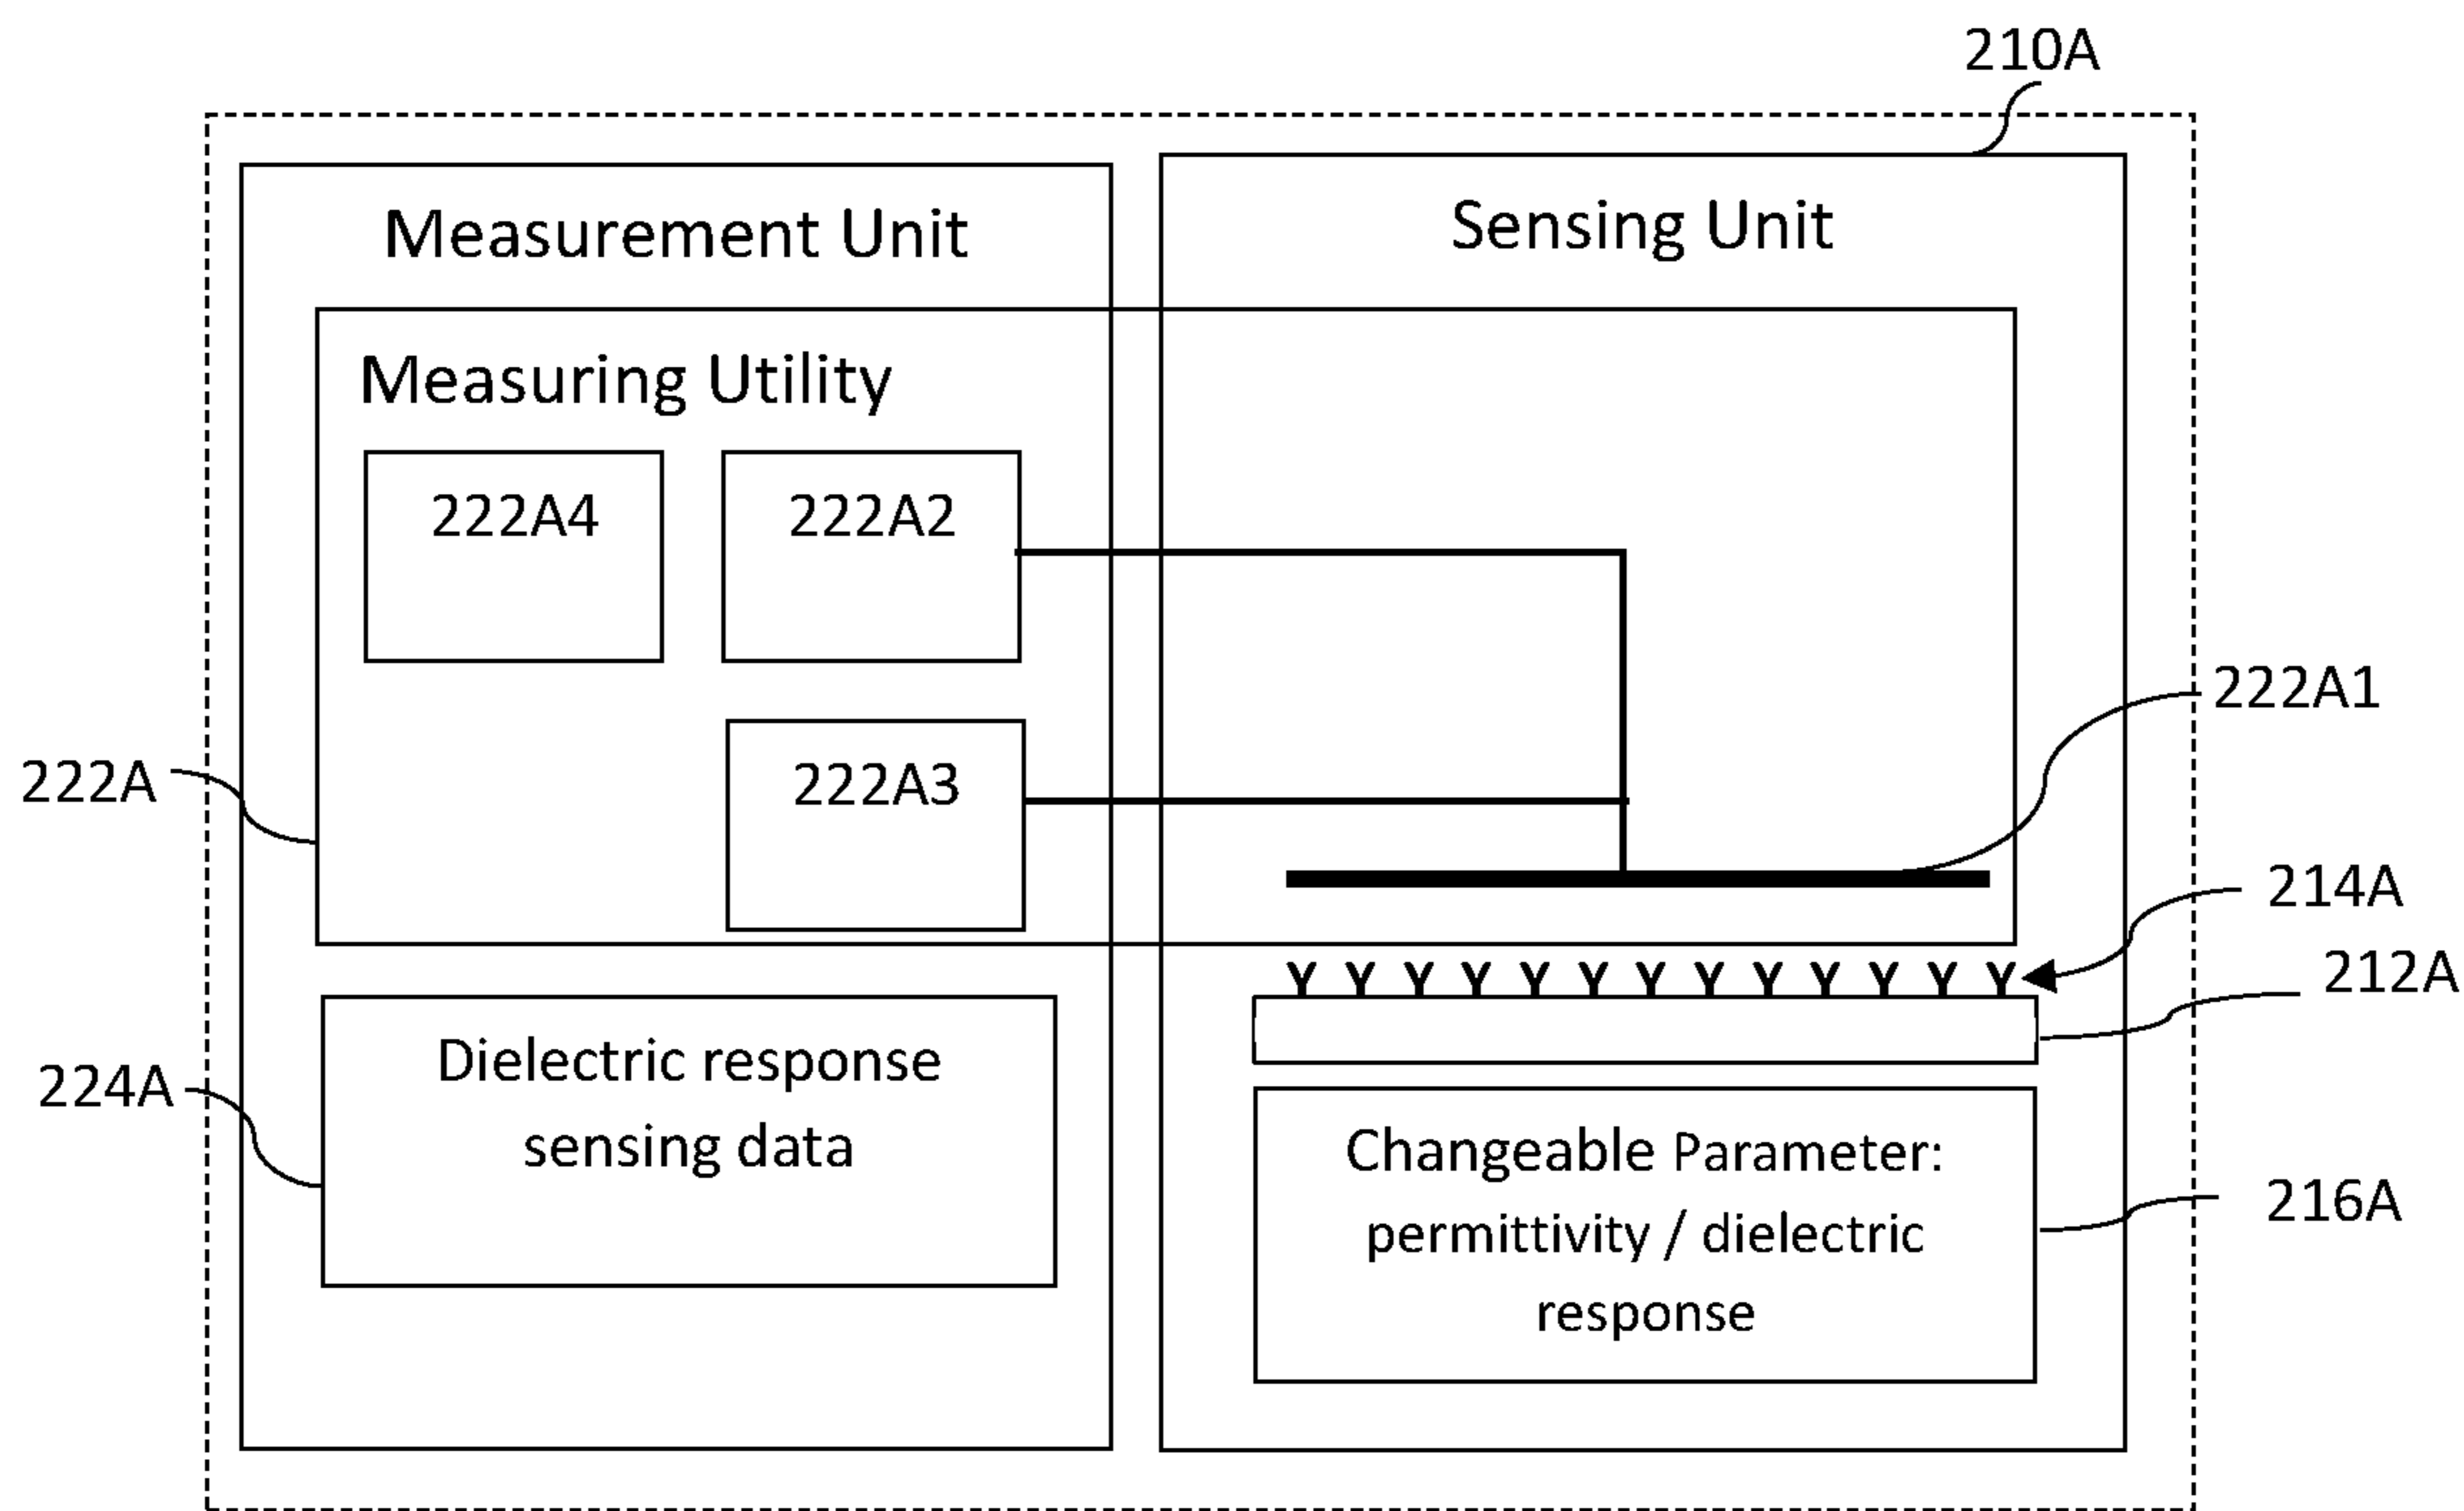 210A
Measurement Unit
Sensing Unit
Measuring Utility
222A4
222A2
222A1
222A
222A3
214A
212A
Dielectric response
sensing data
224A
Changeable Parameter:
permittivity / dielectric
response
216A